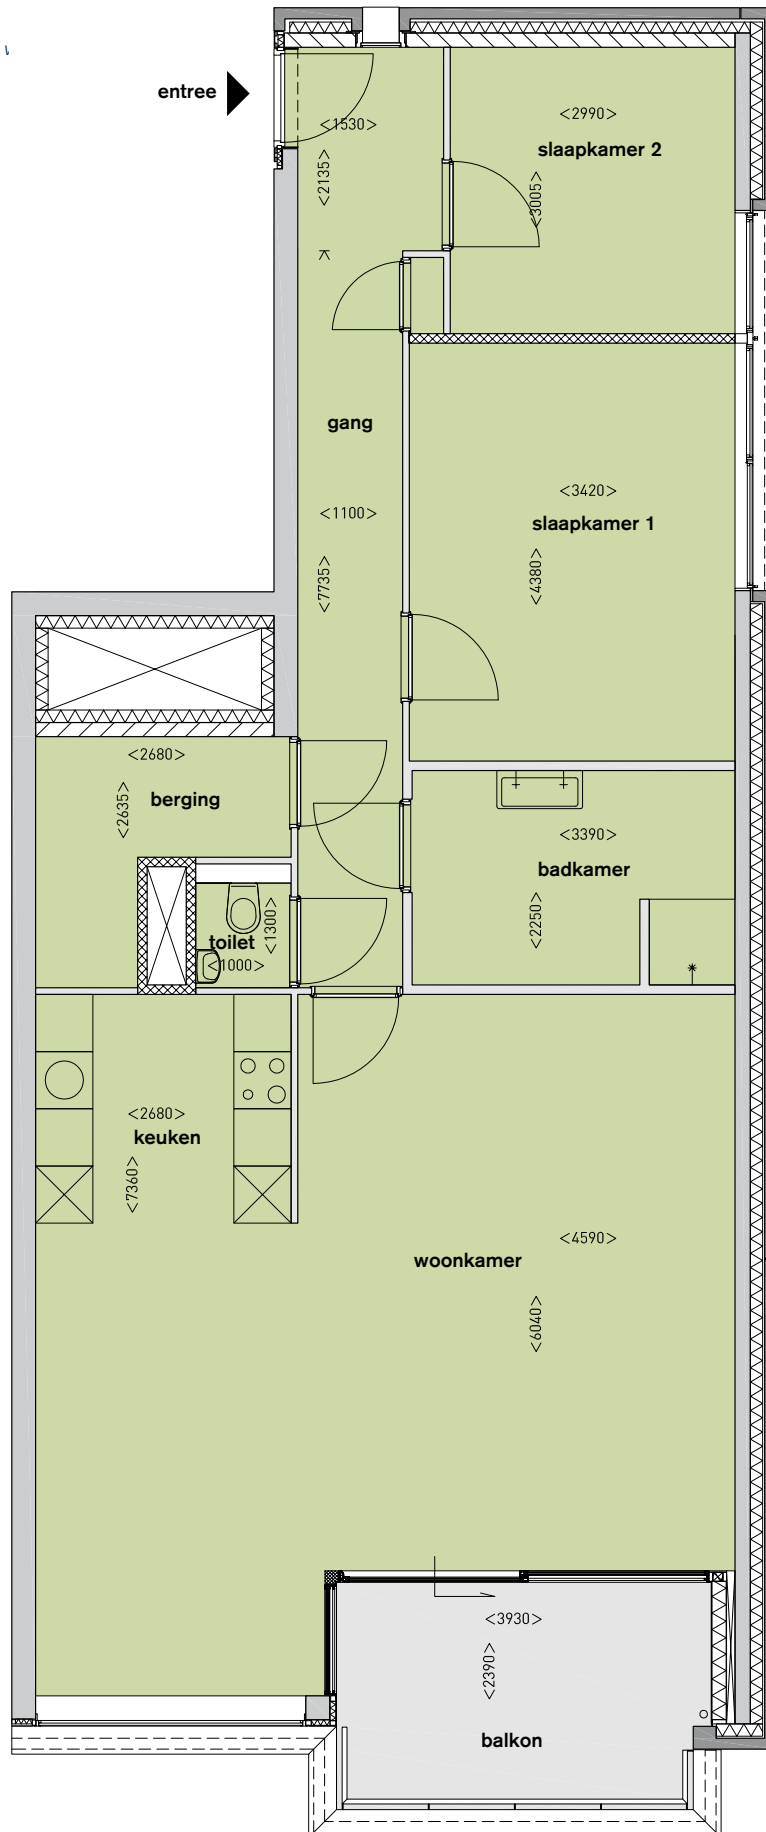 entree
<1530>
<2135>
<2990>
slaapkamer 2
<3005>
gang
<1100>
<7735>
<3420>
slaapkamer 1
<4380>
<2680>
berging
<2635>
<3390>
badkamer
<2250>
toilet
<1300>
<1000>
<2680>
keuken
<7360>
<4590>
woonkamer
<6040>
<3930>
<2390>
balkon